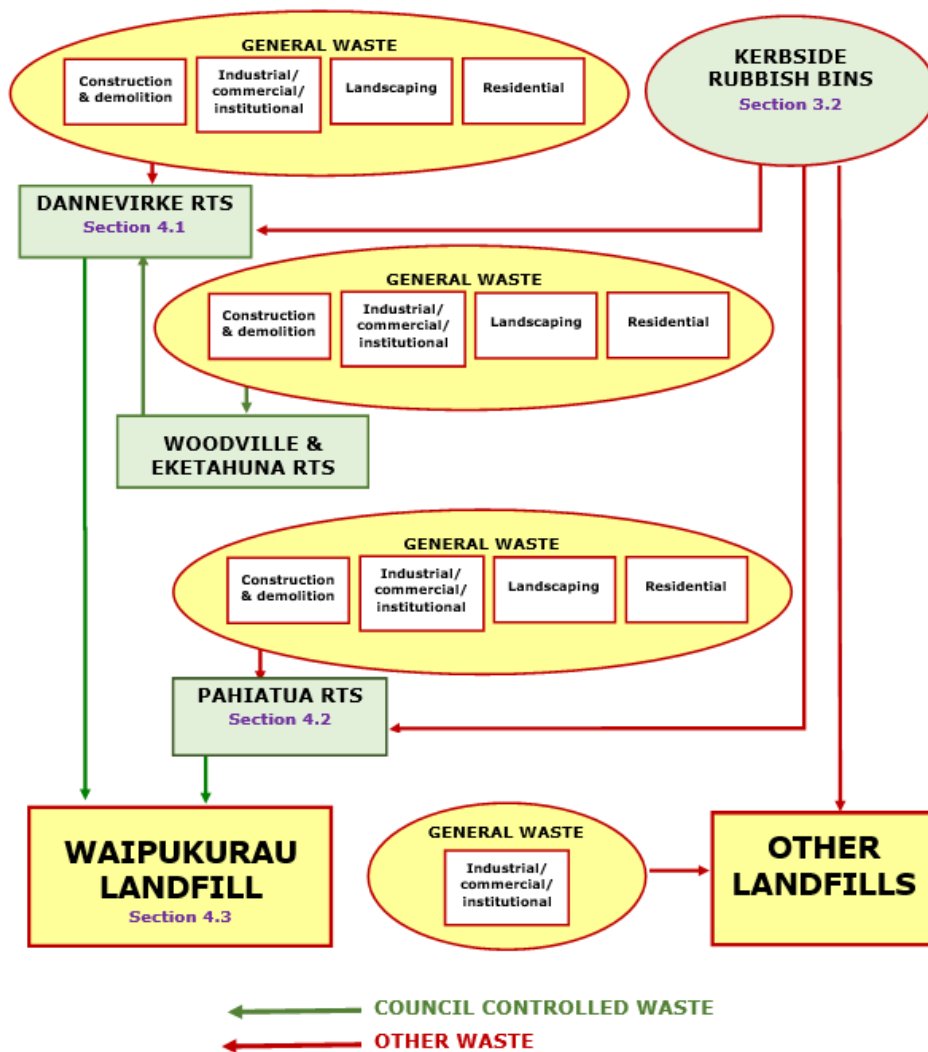 GENERAL WASTE
Construction
& demolition
Industrial/
commercial/
institutional
Landscaping
Residential
KERBSIDE
RUBBISH BINS
Section 3.2
DANNEVIRKE RTS
Section 4.1
GENERAL WASTE
Construction
& demolition
Industrial/
commercial/
institutional
Landscaping
Residential
WOODVILLE &
EKETAHUNA RTS
GENERAL WASTE
Construction
& demolition
Industrial/
commercial/
institutional
Landscaping
Residential
PAHIATUA RTS
Section 4.2
WAIPUKURAU
LANDFILL
Section 4.3
GENERAL WASTE
Industrial/
commercial/
institutional
OTHER
LANDFILLS
COUNCIL CONTROLLED WASTE
OTHER WASTE